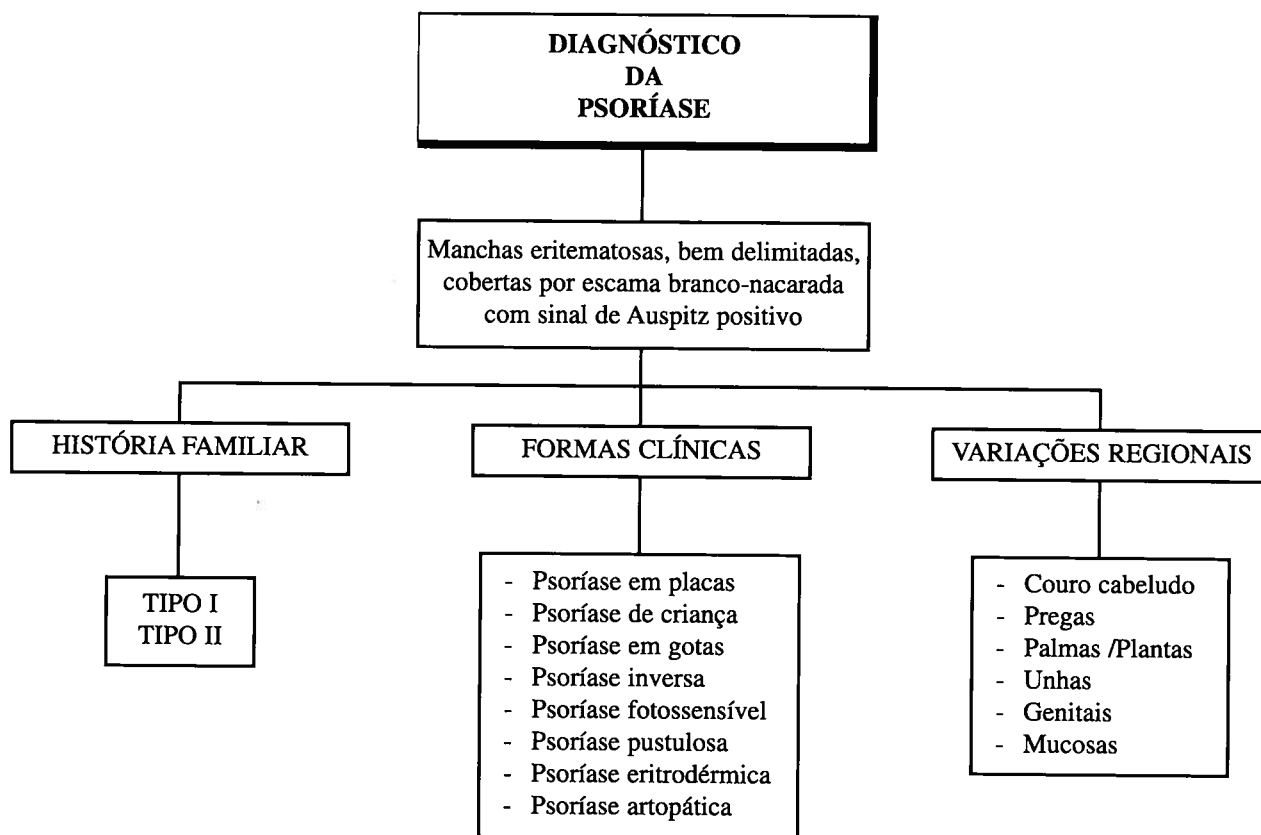 DIAGNÓSTICO
DA
PSORÍASE
Manchas eritematosas, bem delimitadas,
cobertas por escama branco-nacarada
com sinal de Auspitz positivo
HISTÓRIA FAMILIAR
FORMAS CLÍNICAS
VARIAÇÕES REGIONAIS
TIPO I
TIPO II
- Psoríase em placas
- Psoríase de criança
- Psoríase em gotas
- Psoríase inversa
- Psoríase fotossensível
- Psoríase pustulosa
- Psoríase eritrodérmica
- Psoríase artopática
- Couro cabeludo
- Pregas
- Palmas /Plantas
- Unhas
- Genitais
- Mucosas